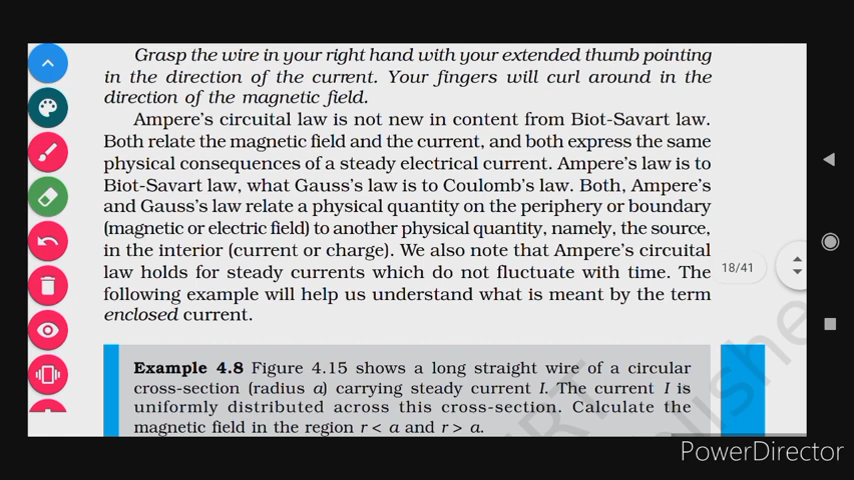 Grasp the wire in your right hand with your extended thumb pointing
in the direction of the current. Your fingers will curl around in the
direction of the magnetic field.
Ampere's circuital law is not new in content from Biot-Savart law.
Both relate the magnetic field and the current, and both express the same
physical consequences of a steady electrical current. Ampere's law is to
Biot-Savart law, what Gauss's law is to Coulomb's law. Both, Ampere's
and Gauss's law relate a physical quantity on the periphery or boundary
(magnetic or electric field) to another physical quantity, namely, the source,
in the interior (current or charge). We also note that Ampere's circuital
law holds for steady currents which do not fluctuate with time. The
following example will help us understand what is meant by the term
enclosed current.
18/41
Example 4.8 Figure 4.15 shows a long straight wire of a circular
cross-section (radius a) carrying steady current I. The current I is
uniformly distributed across this cross-section. Calculate the
magnetic field in the region r < a and r > a.
PowerDirector